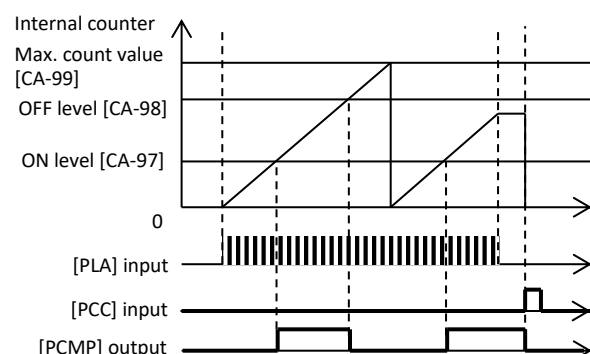 Internal counter
Max. count value
[CA-99]
OFF level [CA-98]
ON level [CA-97]
0
[PLA] input
[PCC] input
[PCMP] output